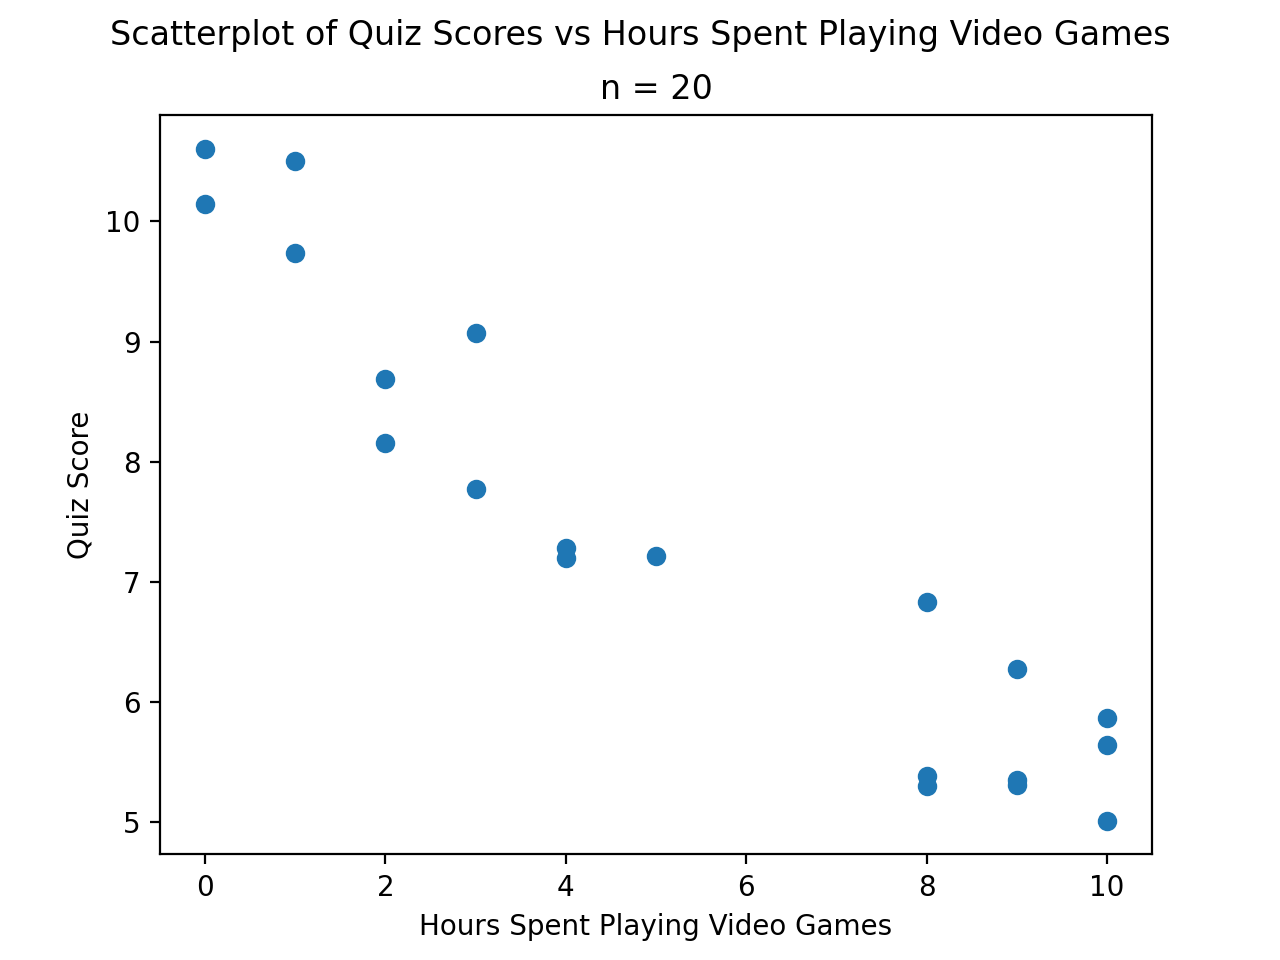 Scatterplot of Quiz Scores vs Hours Spent Playing Video Games
n = 20
10
9
8
7
6
5
Quiz Score
0 2 4 6 8 10
Hours Spent Playing Video Games